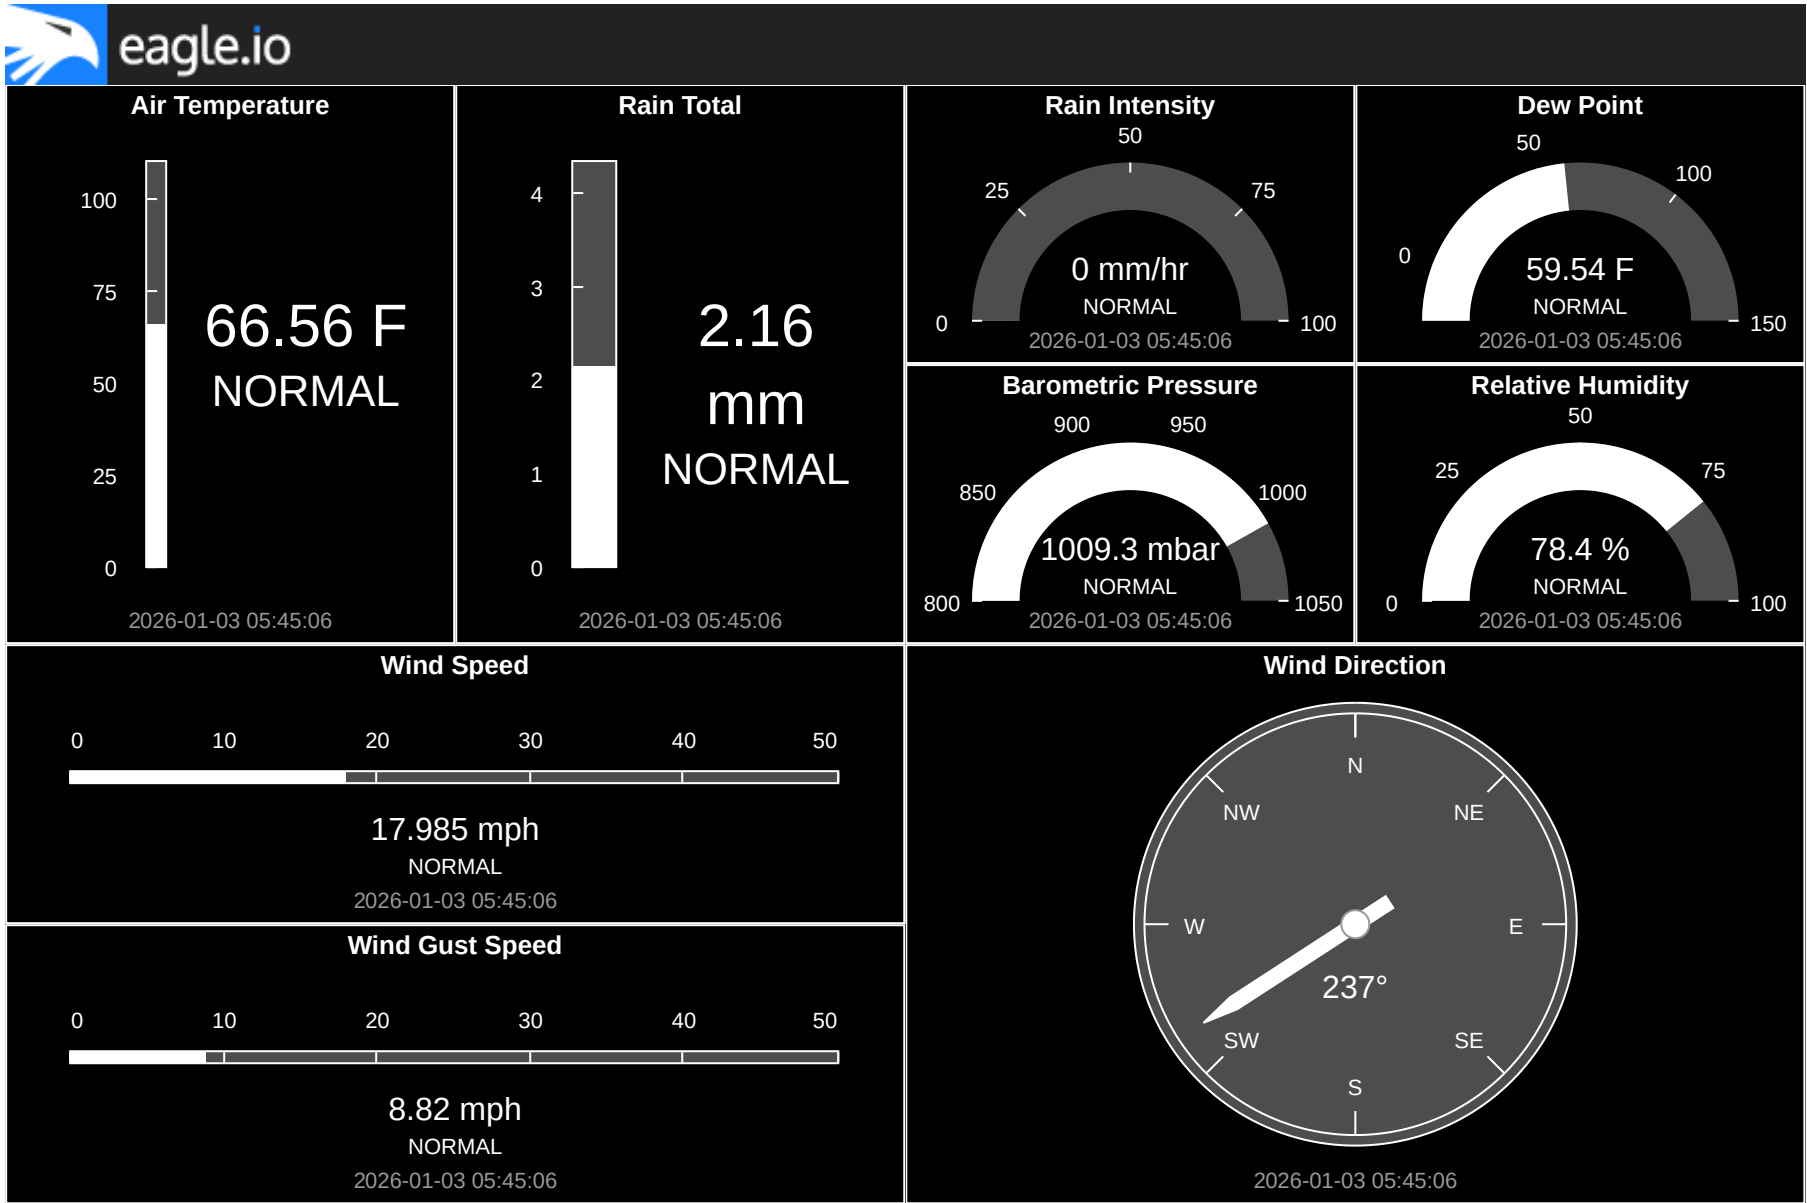 eagle.io
Air Temperature
100
75
50
25
0
66.56 F
NORMAL
2026-01-03 05:45:06
Rain Total
4
3
2
1
0
2.16
mm
NORMAL
2026-01-03 05:45:06
Rain Intensity
0
25
50
75
100
0 mm/hr
NORMAL
2026-01-03 05:45:06
Dew Point
0
50
100
150
59.54 F
NORMAL
2026-01-03 05:45:06
Barometric Pressure
800
850
900
950
1000
1050
1009.3 mbar
NORMAL
2026-01-03 05:45:06
Relative Humidity
0
25
50
75
100
78.4 %
NORMAL
2026-01-03 05:45:06
Wind Speed
0 10 20 30 40 50
17.985 mph
NORMAL
2026-01-03 05:45:06
Wind Gust Speed
0 10 20 30 40 50
8.82 mph
NORMAL
2026-01-03 05:45:06
Wind Direction
N
NW NE
W E
237°
SW SE
S
2026-01-03 05:45:06